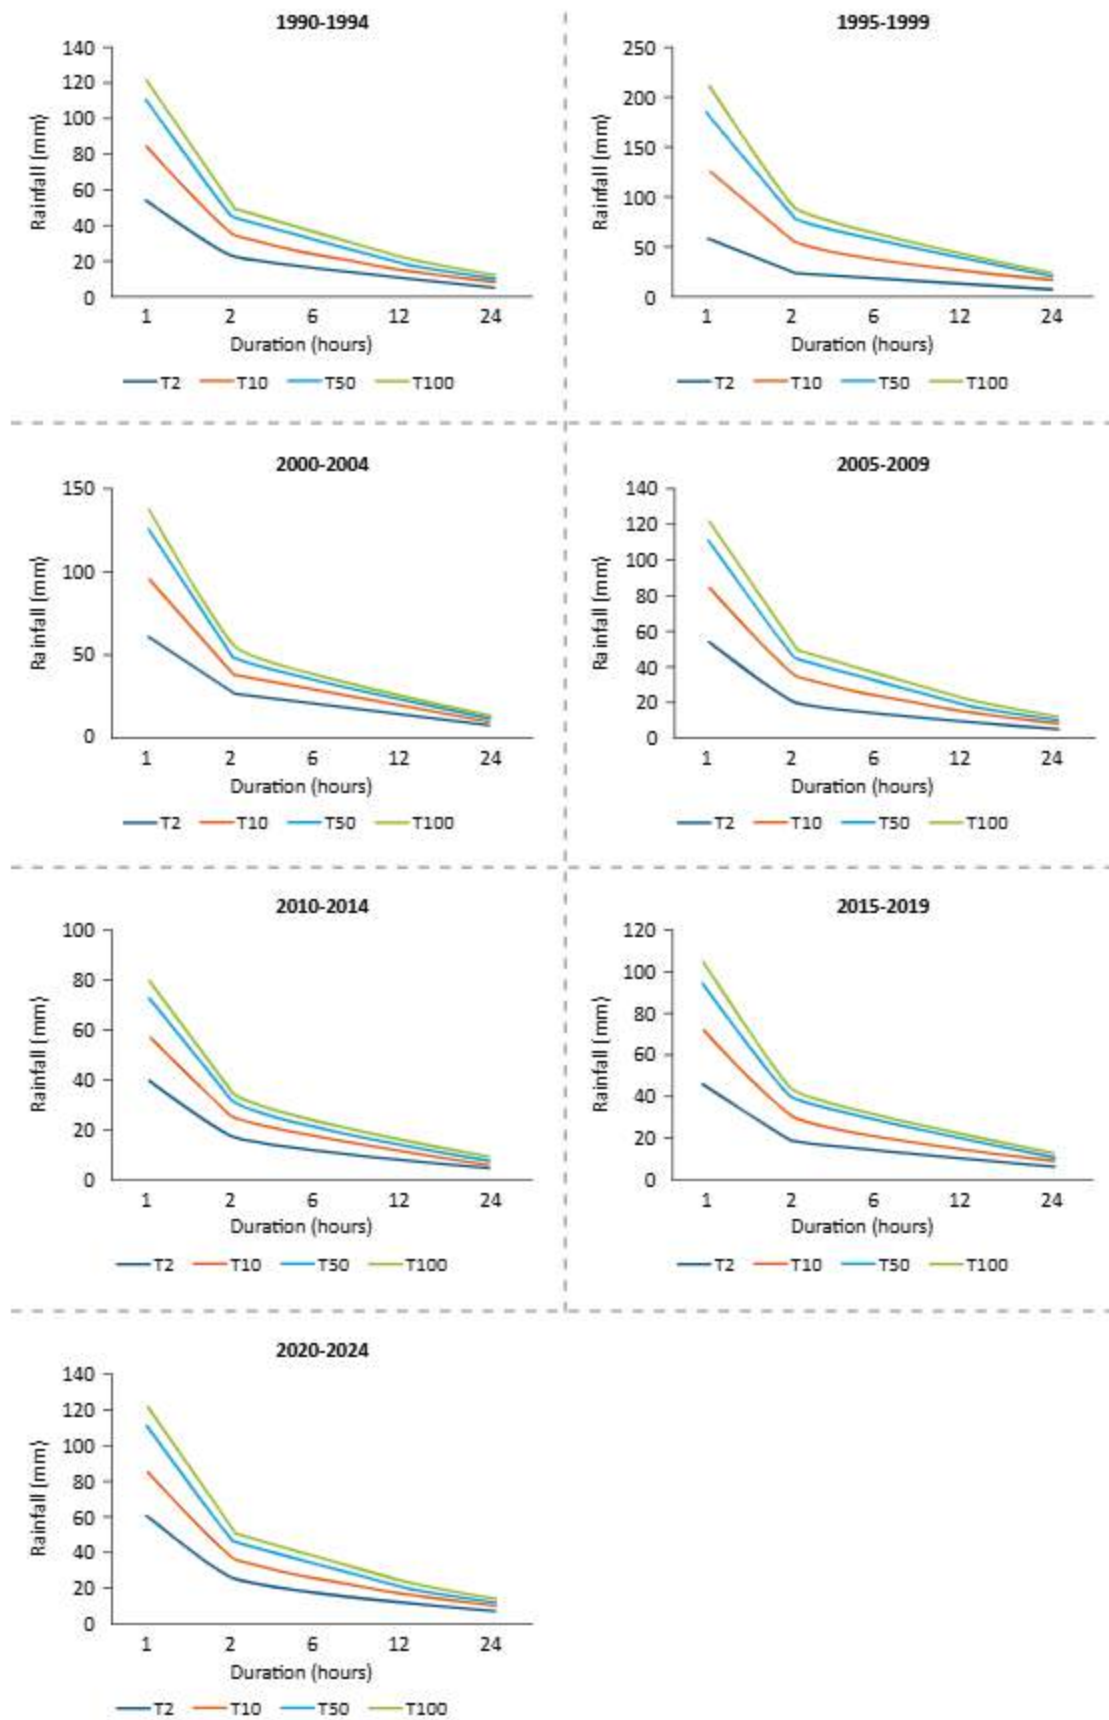 1990-1994
Rainfall (mm)
140
120
100
80
60
40
20
0
1 2 6 12 24
Duration (hours)
T2 T10 T50 T100
1995-1999
Rainfall (mm)
250
200
150
100
50
0
1 2 6 12 24
Duration (hours)
T2 T10 T50 T100
2000-2004
Rainfall (mm)
150
100
50
0
1 2 6 12 24
Duration (hours)
T2 T10 T50 T100
2005-2009
Rainfall (mm)
140
120
100
80
60
40
20
0
1 2 6 12 24
Duration (hours)
T2 T10 T50 T100
2010-2014
Rainfall (mm)
100
80
60
40
20
0
1 2 6 12 24
Duration (hours)
T2 T10 T50 T100
2015-2019
Rainfall (mm)
120
100
80
60
40
20
0
1 2 6 12 24
Duration (hours)
T2 T10 T50 T100
2020-2024
Rainfall (mm)
140
120
100
80
60
40
20
0
1 2 6 12 24
Duration (hours)
T2 T10 T50 T100